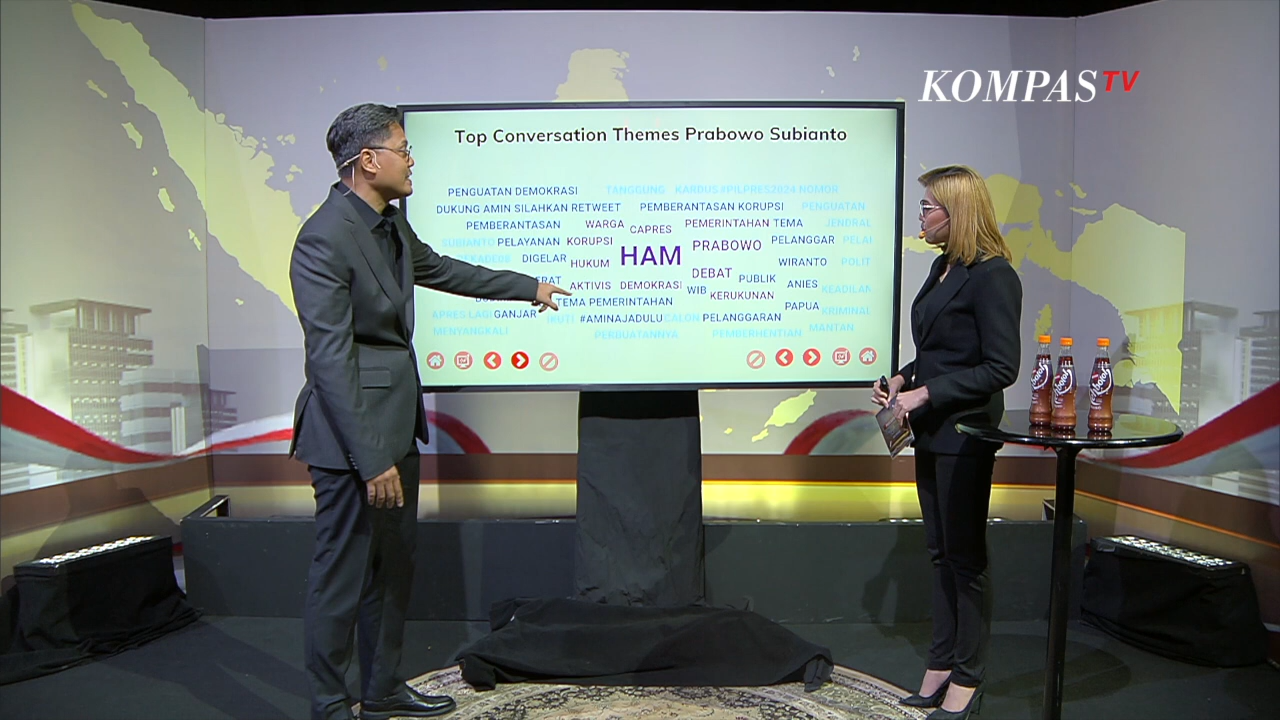 KOMPAS TV
Top Conversation Themes Prabowo Subianto
PENGUATAN DEMOKRASI TANGGUNG KARDUS #PILPRES2024 NOMOR
DUKUNG AMIN SILAHKAN RETWEET PEMBERANTASAN KORUPSI PENGUATAN
PEMBERANTASAN WARGA CAPRES PEMERINTAHAN TEMA JENDRAL
SUBIANTO PELAYANAN KORUPSI HAM PRABOWO PELANGGAR PELAI
DIGELAR HUKUM WIRANTO POLIT
AKTIVIS DEMOKRASI DEBAT WIB PUBLIK ANIES KEADILAN
TEMA PEMERINTAHAN KERUKUNAN PAPUA KRIMINAL
APRES LAGI GANJAR IKUTI #AMINAJADULU CALON PELANGGARAN
MENYANGKALI PERBUATANNYA PEMBERHENTIAN MANTAN